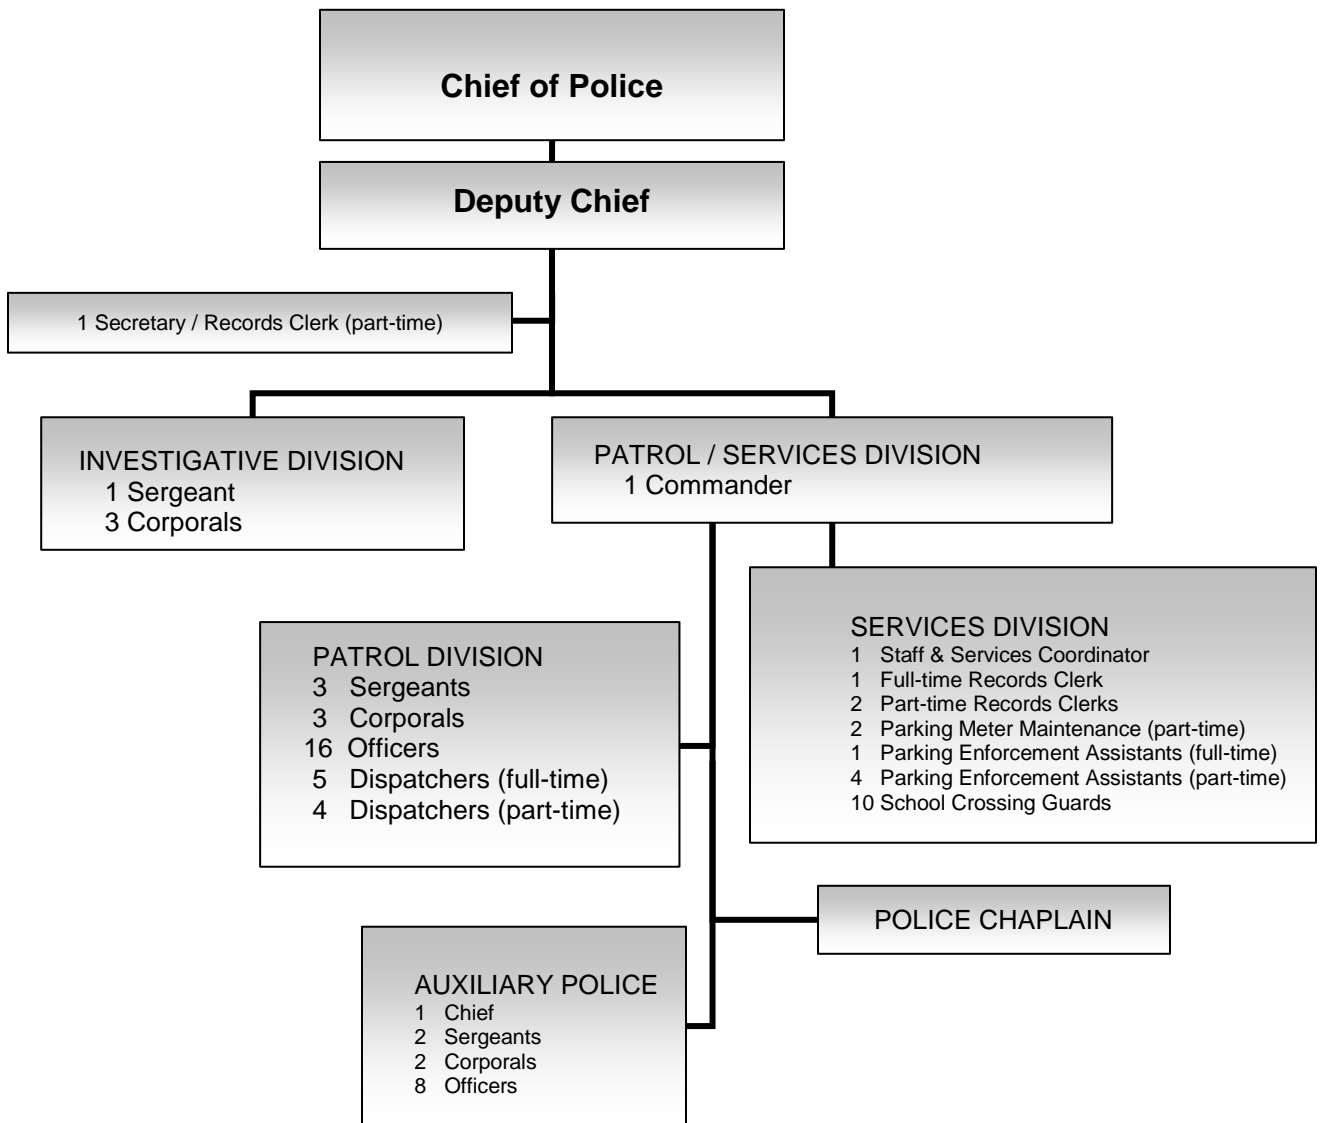 Chief of Police
Deputy Chief
1 Secretary / Records Clerk (part-time)
INVESTIGATIVE DIVISION
1 Sergeant
3 Corporals
PATROL / SERVICES DIVISION
1 Commander
PATROL DIVISION
3 Sergeants
3 Corporals
16 Officers
5 Dispatchers (full-time)
4 Dispatchers (part-time)
SERVICES DIVISION
1 Staff & Services Coordinator
1 Full-time Records Clerk
2 Part-time Records Clerks
2 Parking Meter Maintenance (part-time)
1 Parking Enforcement Assistants (full-time)
4 Parking Enforcement Assistants (part-time)
10 School Crossing Guards
POLICE CHAPLAIN
AUXILIARY POLICE
1 Chief
2 Sergeants
2 Corporals
8 Officers